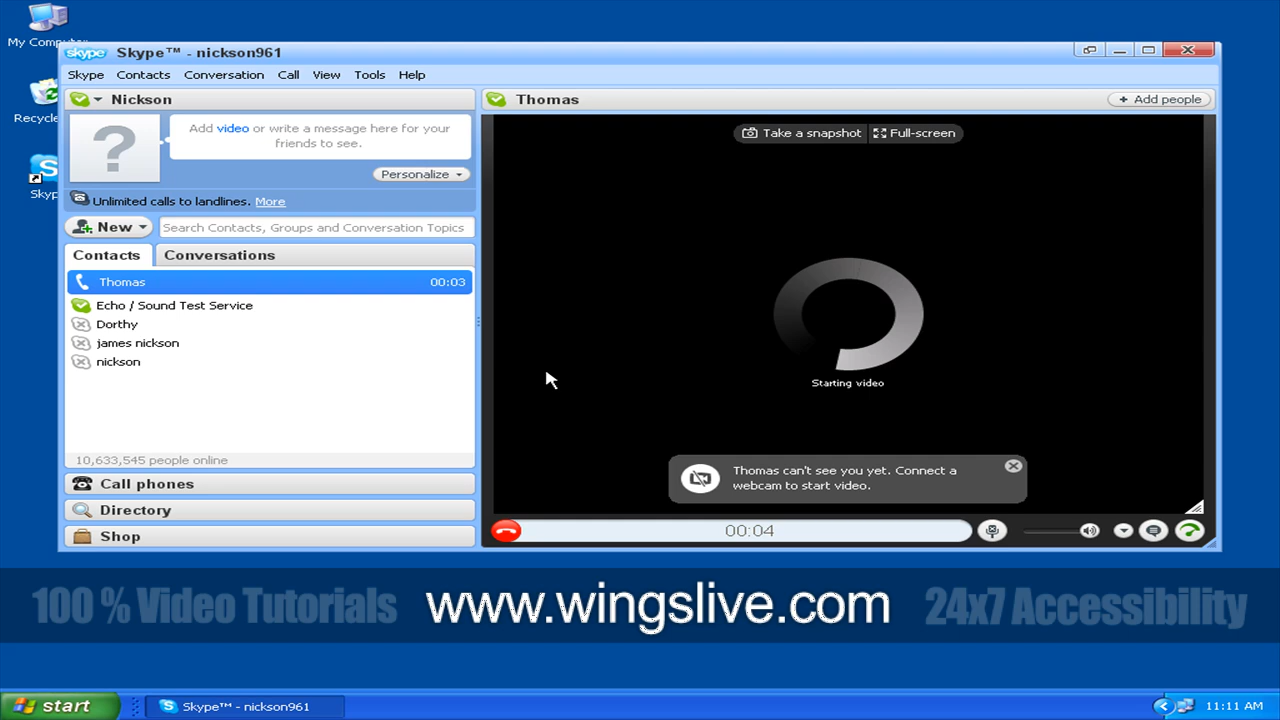 My Computer
Recycle
Skyp
skype Skype™ - nickson961
Skype Contacts Conversation Call View Tools Help
Nickson
Add video or write a message here for your
friends to see.
Personalize
Unlimited calls to landlines. More
New
Search Contacts, Groups and Conversation Topics
Contacts Conversations
Thomas 00:03
Echo / Sound Test Service
Dorthy
james nickson
nickson
10,633,545 people online
Call phones
Directory
Shop
Thomas
+ Add people
Take a snapshot Full-screen
Starting video
Thomas can't see you yet. Connect a
webcam to start video.
00:04
100 % Video Tutorials www.wingslive.com 24x7 Accessibility
start Skype™ - nickson961 11:11 AM